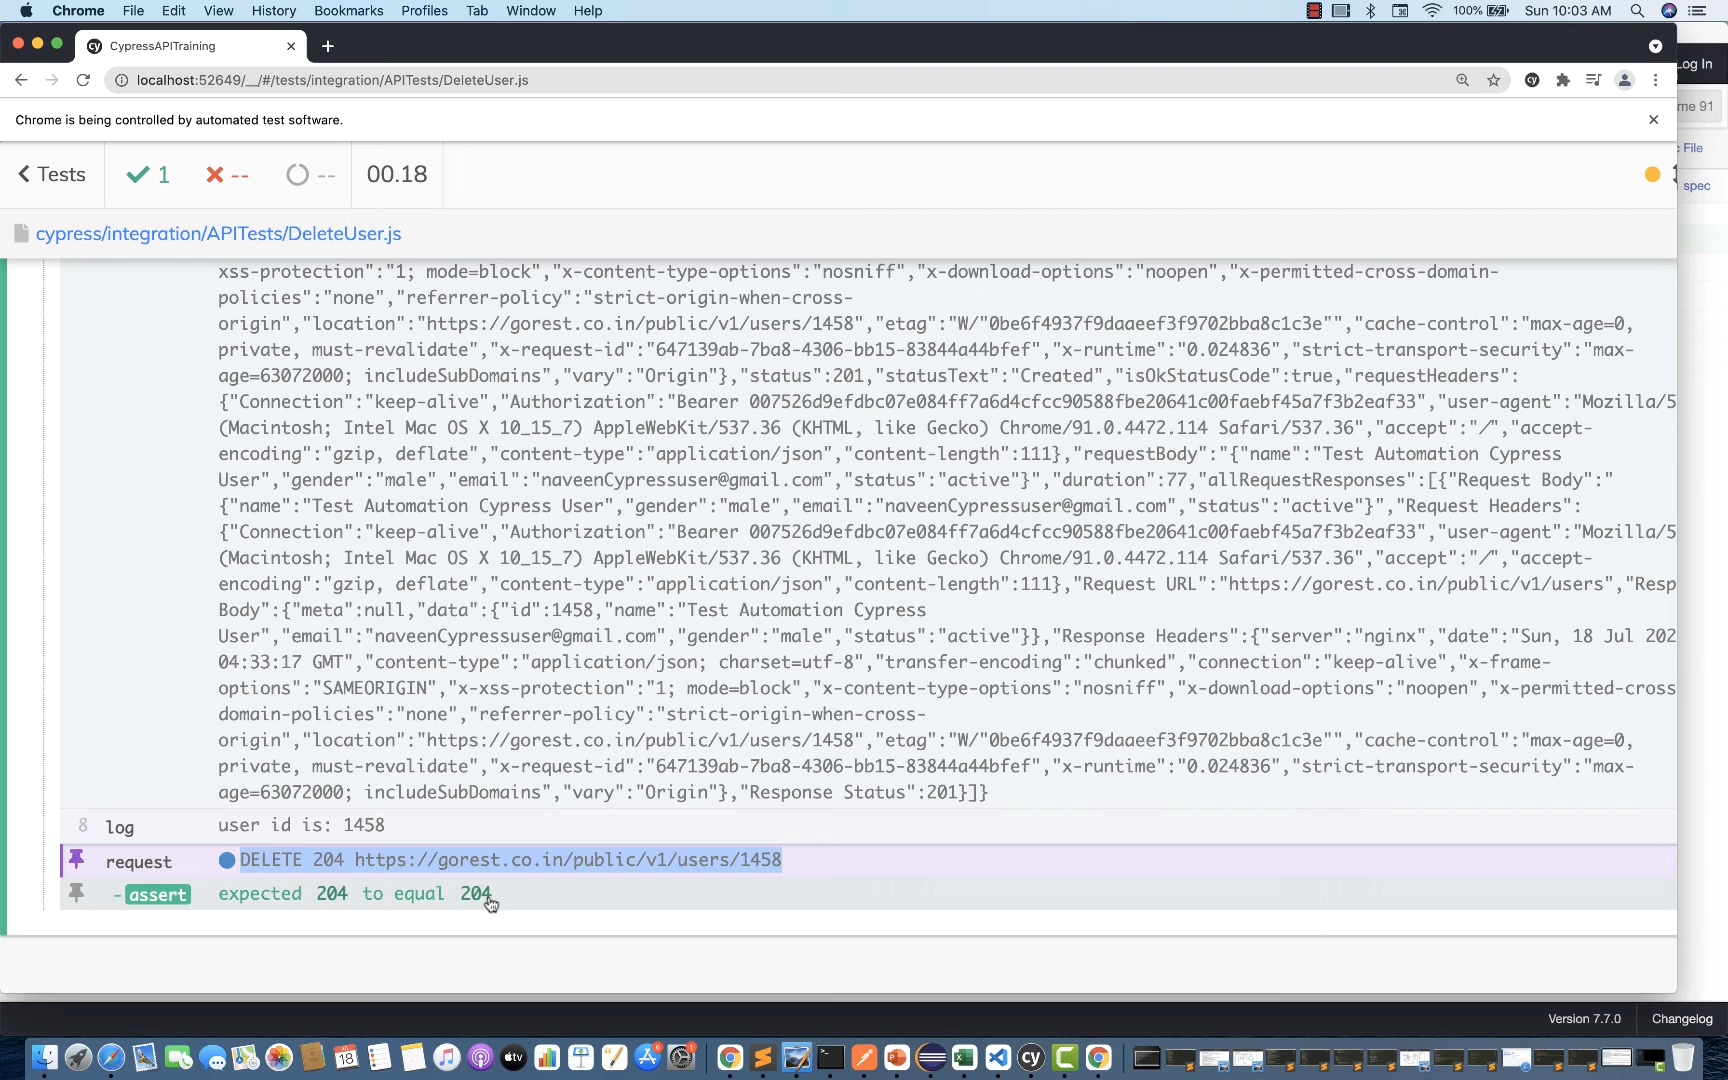 Chrome File Edit View History Bookmarks Profiles Tab Window Help 100% Sun 10:03 AM
CypressAPITraining
localhost:52649/__/#/tests/integration/APITests/DeleteUser.js
Log In
Chrome is being controlled by automated test software.
me 91
File
spec
Tests 1 -- -- 00.18
cypress/integration/APITests/DeleteUser.js
xss-protection":"1; mode=block","x-content-type-options":"nosniff","x-download-options":"noopen","x-permitted-cross-domain-
policies":"none","referrer-policy":"strict-origin-when-cross-
origin","location":"https://gorest.co.in/public/v1/users/1458","etag":"W/"0be6f4937f9daaeef3f9702bba8c1c3e"","cache-control":"max-age=0,
private, must-revalidate","x-request-id":"647139ab-7ba8-4306-bb15-83844a44bfef","x-runtime":"0.024836","strict-transport-security":"max-
age=63072000; includeSubDomains","vary":"Origin"},"status":201,"statusText":"Created","isOkStatusCode":true,"requestHeaders":
{"Connection":"keep-alive","Authorization":"Bearer 007526d9efdbc07e084ff7a6d4cfcc90588fbe20641c00faebf45a7f3b2eaf33","user-agent":"Mozilla/5
(Macintosh; Intel Mac OS X 10_15_7) AppleWebKit/537.36 (KHTML, like Gecko) Chrome/91.0.4472.114 Safari/537.36","accept":"*/*","accept-
encoding":"gzip, deflate","content-type":"application/json","content-length":111},"requestBody":"{"name":"Test Automation Cypress
User","gender":"male","email":"naveenCypressuser@gmail.com","status":"active"}","duration":77,"allRequestResponses":[{"Request Body":"
{"name":"Test Automation Cypress User","gender":"male","email":"naveenCypressuser@gmail.com","status":"active"}","Request Headers":
{"Connection":"keep-alive","Authorization":"Bearer 007526d9efdbc07e084ff7a6d4cfcc90588fbe20641c00faebf45a7f3b2eaf33","user-agent":"Mozilla/5
(Macintosh; Intel Mac OS X 10_15_7) AppleWebKit/537.36 (KHTML, like Gecko) Chrome/91.0.4472.114 Safari/537.36","accept":"*/*","accept-
encoding":"gzip, deflate","content-type":"application/json","content-length":111},"Request URL":"https://gorest.co.in/public/v1/users","Resp
Body":{"meta":null,"data":{"id":1458,"name":"Test Automation Cypress
User","email":"naveenCypressuser@gmail.com","gender":"male","status":"active"}},"Response Headers":{"server":"nginx","date":"Sun, 18 Jul 202
04:33:17 GMT","content-type":"application/json; charset=utf-8","transfer-encoding":"chunked","connection":"keep-alive","x-frame-
options":"SAMEORIGIN","x-xss-protection":"1; mode=block","x-content-type-options":"nosniff","x-download-options":"noopen","x-permitted-cross
domain-policies":"none","referrer-policy":"strict-origin-when-cross-
origin","location":"https://gorest.co.in/public/v1/users/1458","etag":"W/"0be6f4937f9daaeef3f9702bba8c1c3e"","cache-control":"max-age=0,
private, must-revalidate","x-request-id":"647139ab-7ba8-4306-bb15-83844a44bfef","x-runtime":"0.024836","strict-transport-security":"max-
age=63072000; includeSubDomains","vary":"Origin"},"Response Status":201}]}
8 log user id is: 1458
request DELETE 204 https://gorest.co.in/public/v1/users/1458
-assert expected 204 to equal 204
Version 7.7.0 Changelog